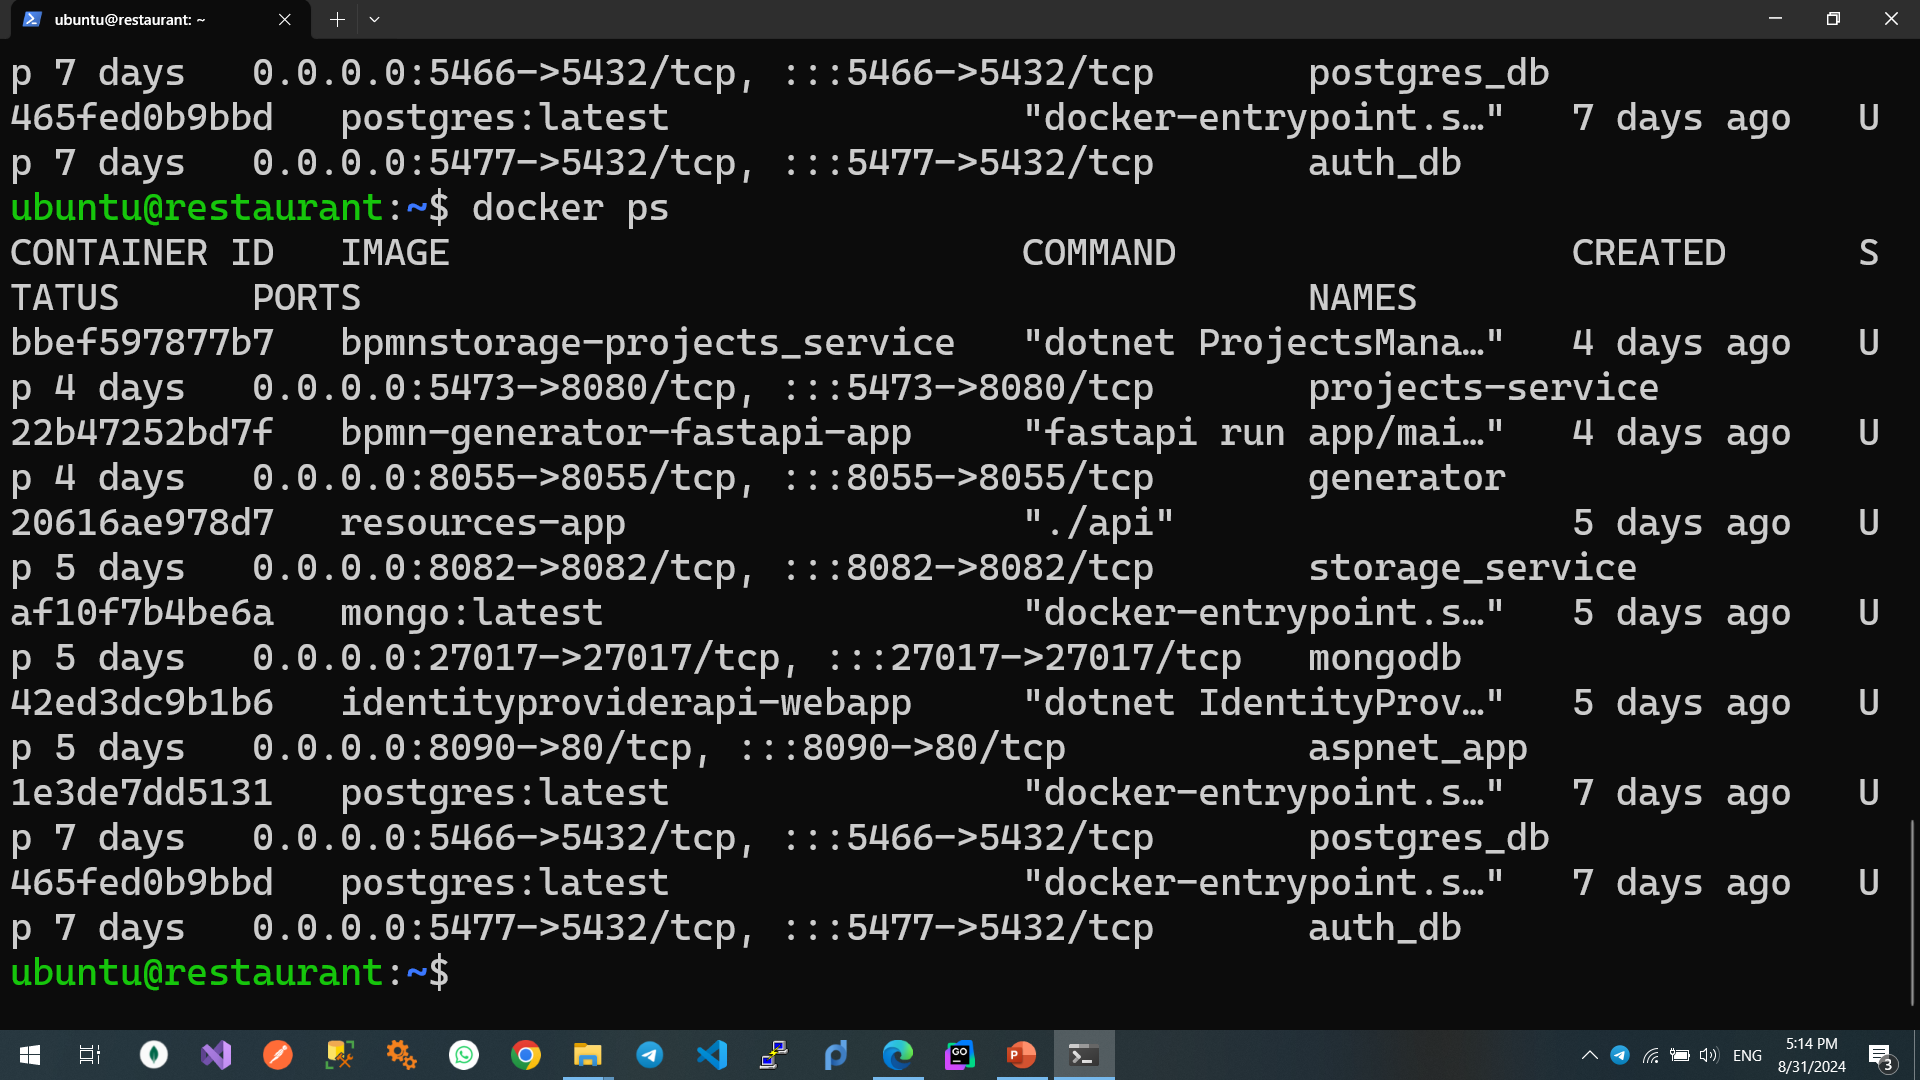 ubuntu@restaurant: ~
p 7 days   0.0.0.0:5466->5432/tcp, :::5466->5432/tcp       postgres_db
465fed0b9bbd   postgres:latest                "docker-entrypoint.s…"   7 days ago   U
p 7 days   0.0.0.0:5477->5432/tcp, :::5477->5432/tcp       auth_db
ubuntu@restaurant:~$ docker ps
CONTAINER ID   IMAGE                          COMMAND                  CREATED      S
TATUS      PORTS                                           NAMES
bbef597877b7   bpmnstorage-projects_service   "dotnet ProjectsMana…"   4 days ago   U
p 4 days   0.0.0.0:5473->8080/tcp, :::5473->8080/tcp       projects-service
22b47252bd7f   bpmn-generator-fastapi-app     "fastapi run app/mai…"   4 days ago   U
p 4 days   0.0.0.0:8055->8055/tcp, :::8055->8055/tcp       generator
20616ae978d7   resources-app                  "./api"                  5 days ago   U
p 5 days   0.0.0.0:8082->8082/tcp, :::8082->8082/tcp       storage_service
af10f7b4be6a   mongo:latest                   "docker-entrypoint.s…"   5 days ago   U
p 5 days   0.0.0.0:27017->27017/tcp, :::27017->27017/tcp   mongodb
42ed3dc9b1b6   identityproviderapi-webapp     "dotnet IdentityProv…"   5 days ago   U
p 5 days   0.0.0.0:8090->80/tcp, :::8090->80/tcp           aspnet_app
1e3de7dd5131   postgres:latest                "docker-entrypoint.s…"   7 days ago   U
p 7 days   0.0.0.0:5466->5432/tcp, :::5466->5432/tcp       postgres_db
465fed0b9bbd   postgres:latest                "docker-entrypoint.s…"   7 days ago   U
p 7 days   0.0.0.0:5477->5432/tcp, :::5477->5432/tcp       auth_db
ubuntu@restaurant:~$
GO
P
ENG
5:14 PM
8/31/2024
3